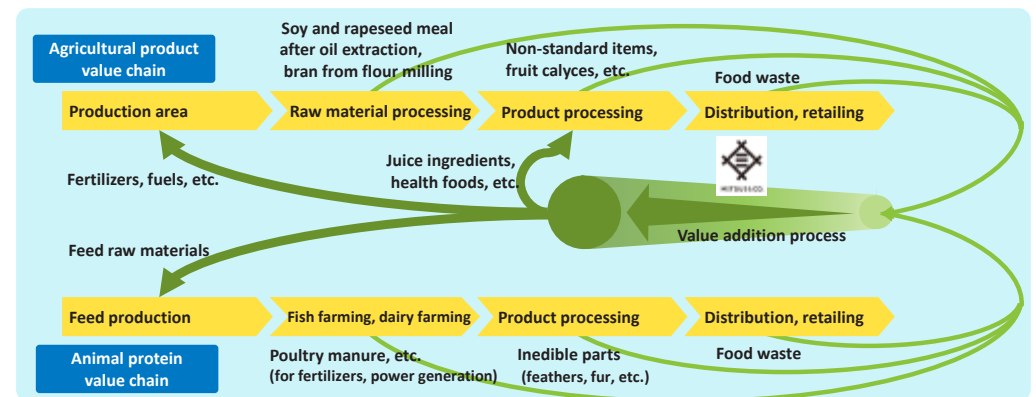 Agricultural product
value chain
Soy and rapeseed meal
after oil extraction,
bran from flour milling
Non-standard items,
fruit calyces, etc.
Food waste
Production area
Raw material processing
Product processing
Distribution, retailing
Fertilizers, fuels, etc.
Juice ingredients,
health foods, etc.
MITSUI & CO.
Feed raw materials
Value addition process
Feed production
Fish farming, dairy farming
Product processing
Distribution, retailing
Animal protein
value chain
Poultry manure, etc.
(for fertilizers, power generation)
Inedible parts
(feathers, fur, etc.)
Food waste